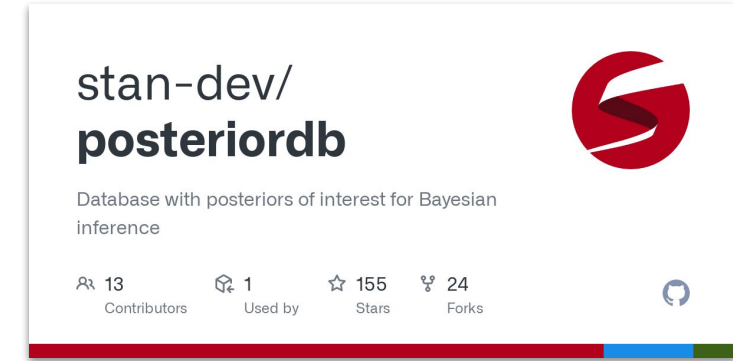 stan-dev/
posteriordb
Database with posteriors of interest for Bayesian
inference
13 1 155 24
Contributors Used by Stars Forks